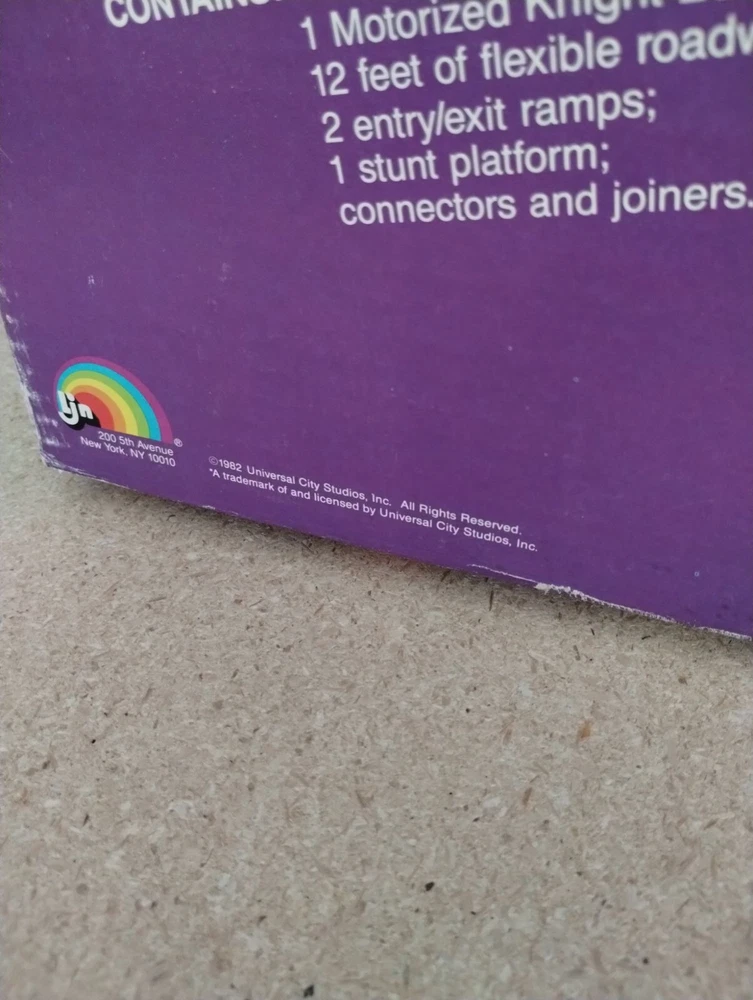 CONTAINS:
1 Motorized Knight
12 feet of flexible
2 entry/exit ramps;
1 stunt platform;
connectors and joiners.
ljn
200 5th Avenue ®
New York, NY 10010
©1982 Universal City Studios, Inc. All Rights Reserved.
*A trademark of and licensed by Universal City Studios, Inc.